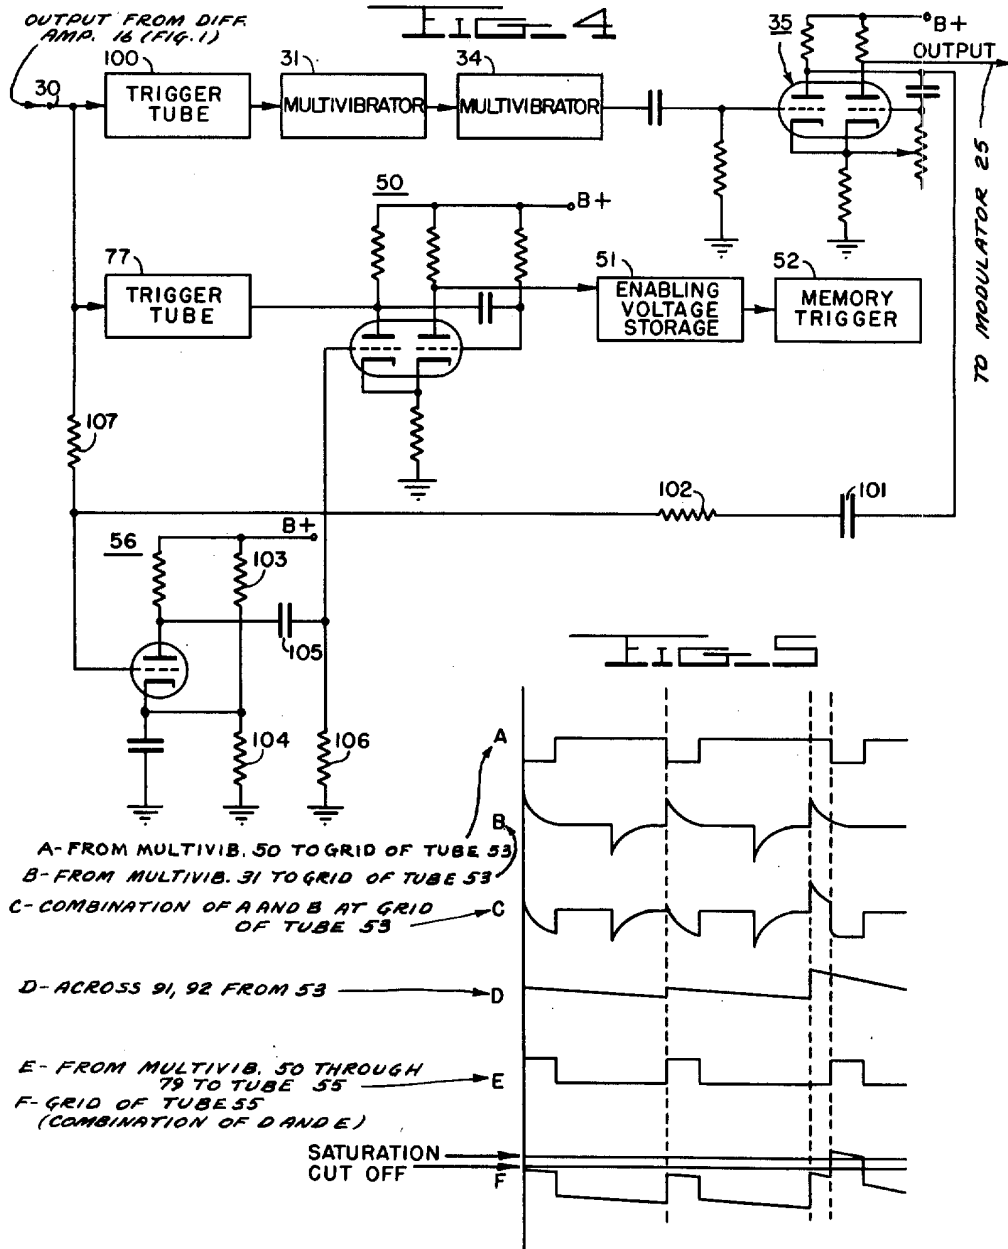 FIG-4
OUTPUT FROM DIFF.
AMP. 16 (FIG. 1)
30
100
TRIGGER
TUBE
31
MULTIVIBRATOR
34
MULTIVIBRATOR
35
B+
OUTPUT
TO MODULATOR 25
50
B+
77
TRIGGER
TUBE
51
ENABLING
VOLTAGE
STORAGE
52
MEMORY
TRIGGER
107
102
101
56
B+
103
105
104
106
FIG-5
A
A- FROM MULTIVIB. 50 TO GRID OF TUBE 53
B
B- FROM MULTIVIB. 31 TO GRID OF TUBE 53
C- COMBINATION OF A AND B AT GRID
OF TUBE 53
C
D- ACROSS 91, 92 FROM 53
D
E- FROM MULTIVIB. 50 THROUGH
79 TO TUBE 55
E
F- GRID OF TUBE 55
(COMBINATION OF D AND E)
SATURATION
CUT OFF
F